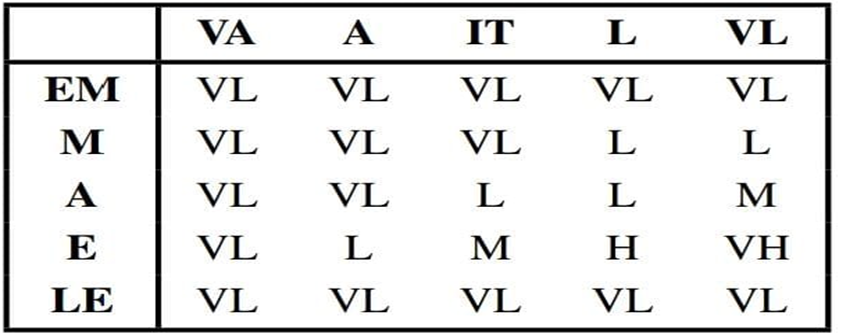 VA A IT L VL
EM VL VL VL VL VL
M VL VL VL L L
A VL VL L L M
E VL L M H VH
LE VL VL VL VL VL